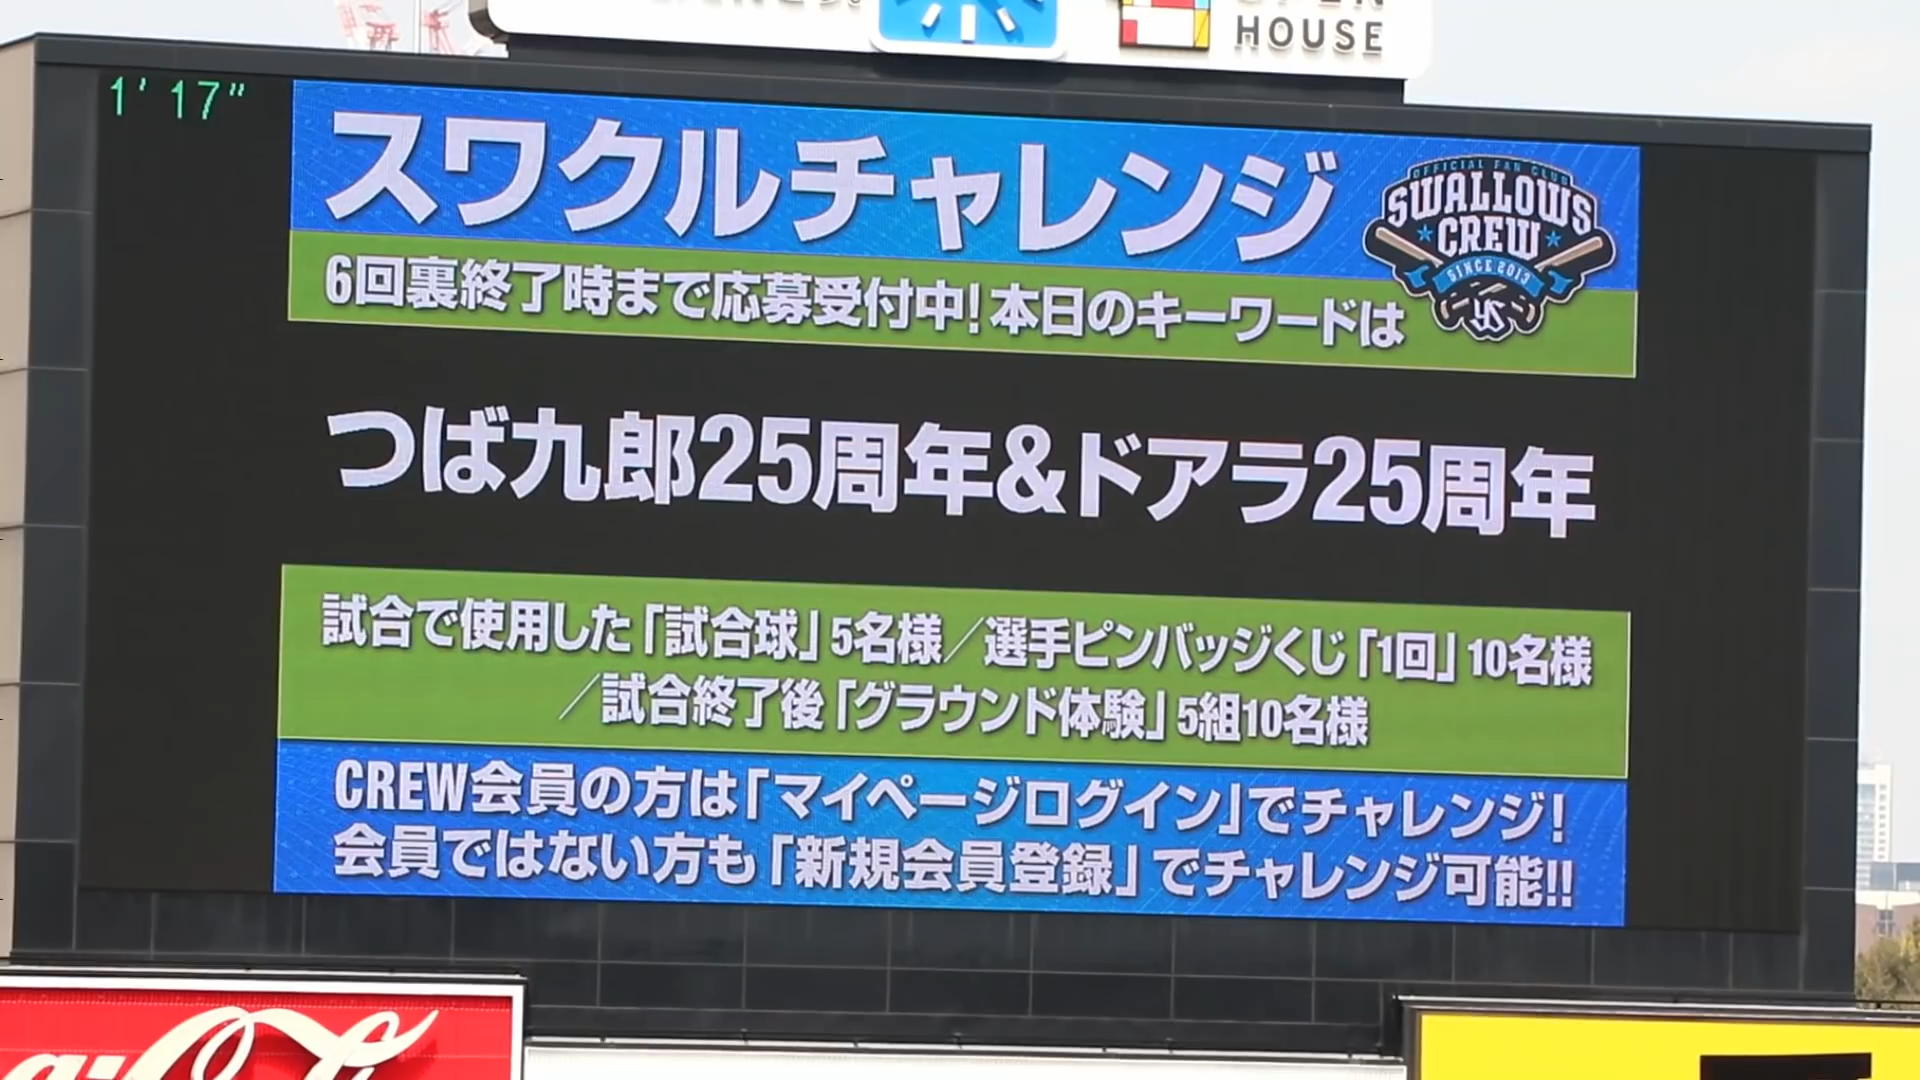 HOUSE
1' 17"
スワクルチャレンジ
OFFICIAL FAN CLUB
SWALLOWS
CREW
SINCE 2013
YS
6回裏終了時まで応募受付中!本日のキーワードは
つば九郎25周年&ドアラ25周年
試合で使用した「試合球」5名様／選手ピンバッジくじ「1回」10名様
／試合終了後「グラウンド体験」5組10名様
CREW会員の方は「マイページログイン」でチャレンジ!
会員ではない方も「新規会員登録」でチャレンジ可能!!